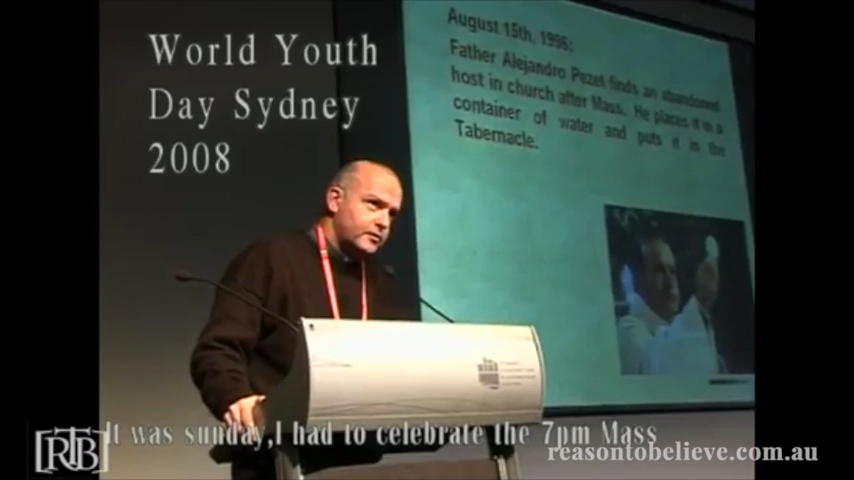 World Youth
Day Sydney
2008
August 15th, 1996:
Father Alejandro Pezet finds an abandoned
host in church after Mass. He places it in a
container of water and puts it in the
Tabernacle.
It was sunday,I had to celebrate the 7pm Mass
[RTB]
reasontobelieve.com.au